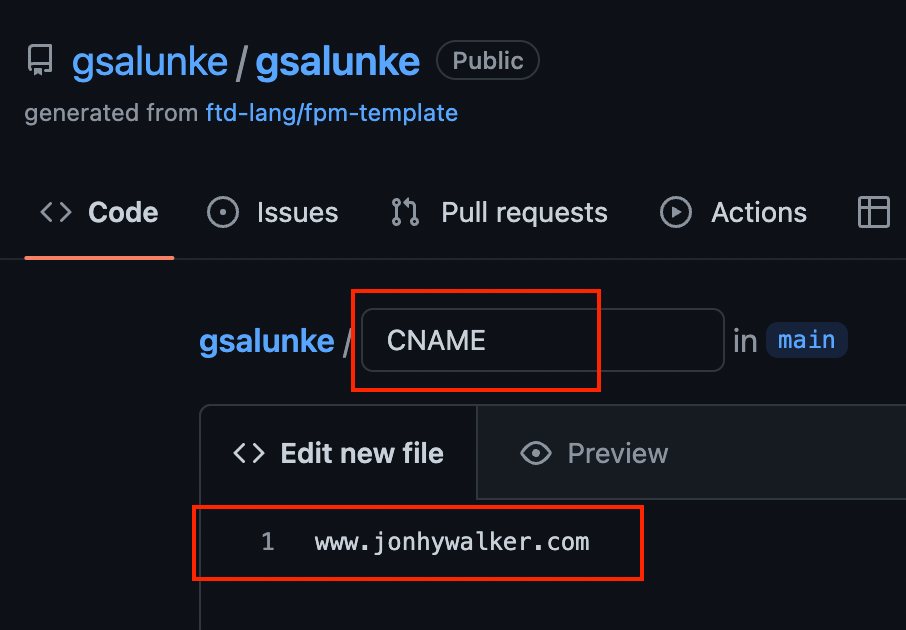 gsalunke / gsalunke Public
generated from ftd-lang/fpm-template
Code Issues Pull requests Actions
gsalunke / CNAME in main
Edit new file Preview
1 www.jonhywalker.com